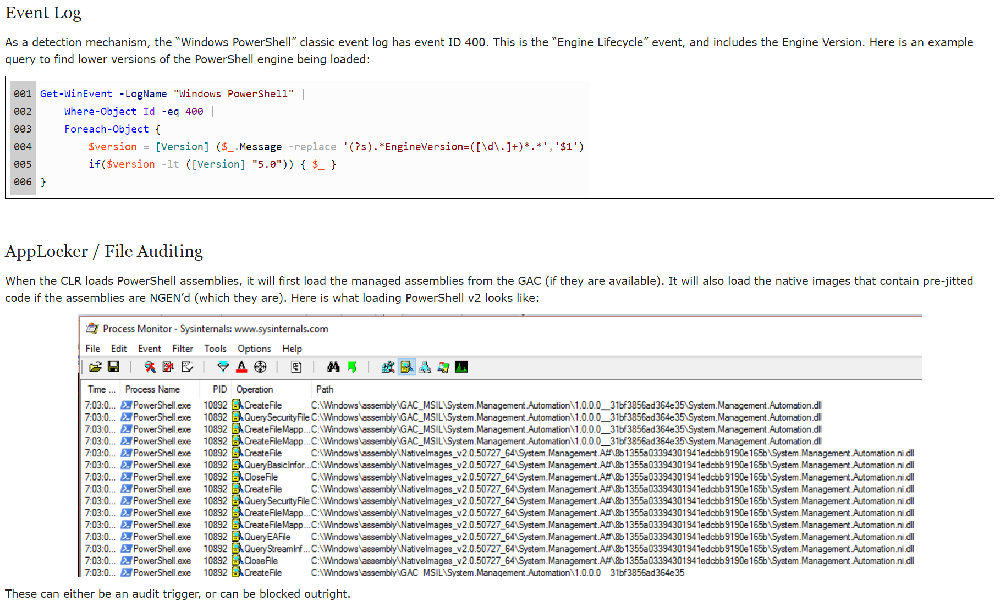 Event Log
As a detection mechanism, the “Windows PowerShell” classic event log has event ID 400. This is the “Engine Lifecycle” event, and includes the Engine Version. Here is an example
query to find lower versions of the PowerShell engine being loaded:
001 Get-WinEvent -LogName "Windows PowerShell" |
002     Where-Object Id -eq 400 |
003     Foreach-Object {
004         $version = [Version] ($_.Message -replace '(?s).*EngineVersion=([\d\.]+)*.*','$1')
005         if($version -lt ([Version] "5.0")) { $_ }
006 }
AppLocker / File Auditing
When the CLR loads PowerShell assemblies, it will first load the managed assemblies from the GAC (if they are available). It will also load the native images that contain pre-jitted
code if the assemblies are NGEN’d (which they are). Here is what loading PowerShell v2 looks like:
Process Monitor - Sysinternals: www.sysinternals.com
File Edit Event Filter Tools Options Help
Time ... Process Name PID Operation Path
7:03:0... PowerShell.exe 10892 CreateFile C:\Windows\assembly\GAC_MSIL\System.Management.Automation\1.0.0.0__31bf3856ad364e35\System.Management.Automation.dll
7:03:0... PowerShell.exe 10892 QuerySecurityFile C:\Windows\assembly\GAC_MSIL\System.Management.Automation\1.0.0.0__31bf3856ad364e35\System.Management.Automation.dll
7:03:0... PowerShell.exe 10892 CreateFileMapp... C:\Windows\assembly\GAC_MSIL\System.Management.Automation\1.0.0.0__31bf3856ad364e35\System.Management.Automation.dll
7:03:0... PowerShell.exe 10892 CreateFileMapp... C:\Windows\assembly\GAC_MSIL\System.Management.Automation\1.0.0.0__31bf3856ad364e35\System.Management.Automation.dll
7:03:0... PowerShell.exe 10892 CreateFile C:\Windows\assembly\NativeImages_v2.0.50727_64\System.Management.A#\8b1355a03394301941edcbb9190e165b\System.Management.Automation.ni.dll
7:03:0... PowerShell.exe 10892 QueryBasicInfor... C:\Windows\assembly\NativeImages_v2.0.50727_64\System.Management.A#\8b1355a03394301941edcbb9190e165b\System.Management.Automation.ni.dll
7:03:0... PowerShell.exe 10892 CloseFile C:\Windows\assembly\NativeImages_v2.0.50727_64\System.Management.A#\8b1355a03394301941edcbb9190e165b\System.Management.Automation.ni.dll
7:03:0... PowerShell.exe 10892 CreateFile C:\Windows\assembly\NativeImages_v2.0.50727_64\System.Management.A#\8b1355a03394301941edcbb9190e165b\System.Management.Automation.ni.dll
7:03:0... PowerShell.exe 10892 QuerySecurityFile C:\Windows\assembly\NativeImages_v2.0.50727_64\System.Management.A#\8b1355a03394301941edcbb9190e165b\System.Management.Automation.ni.dll
7:03:0... PowerShell.exe 10892 CreateFileMapp... C:\Windows\assembly\NativeImages_v2.0.50727_64\System.Management.A#\8b1355a03394301941edcbb9190e165b\System.Management.Automation.ni.dll
7:03:0... PowerShell.exe 10892 CreateFileMapp... C:\Windows\assembly\NativeImages_v2.0.50727_64\System.Management.A#\8b1355a03394301941edcbb9190e165b\System.Management.Automation.ni.dll
7:03:0... PowerShell.exe 10892 QueryEAFile C:\Windows\assembly\NativeImages_v2.0.50727_64\System.Management.A#\8b1355a03394301941edcbb9190e165b\System.Management.Automation.ni.dll
7:03:0... PowerShell.exe 10892 QueryStreamInf... C:\Windows\assembly\NativeImages_v2.0.50727_64\System.Management.A#\8b1355a03394301941edcbb9190e165b\System.Management.Automation.ni.dll
7:03:0... PowerShell.exe 10892 CloseFile C:\Windows\assembly\NativeImages_v2.0.50727_64\System.Management.A#\8b1355a03394301941edcbb9190e165b\System.Management.Automation.ni.dll
7:03:0... PowerShell.exe 10892 CreateFile C:\Windows\assembly\GAC_MSIL\System.Management.Automation\1.0.0.0__31bf3856ad364e35
These can either be an audit trigger, or can be blocked outright.